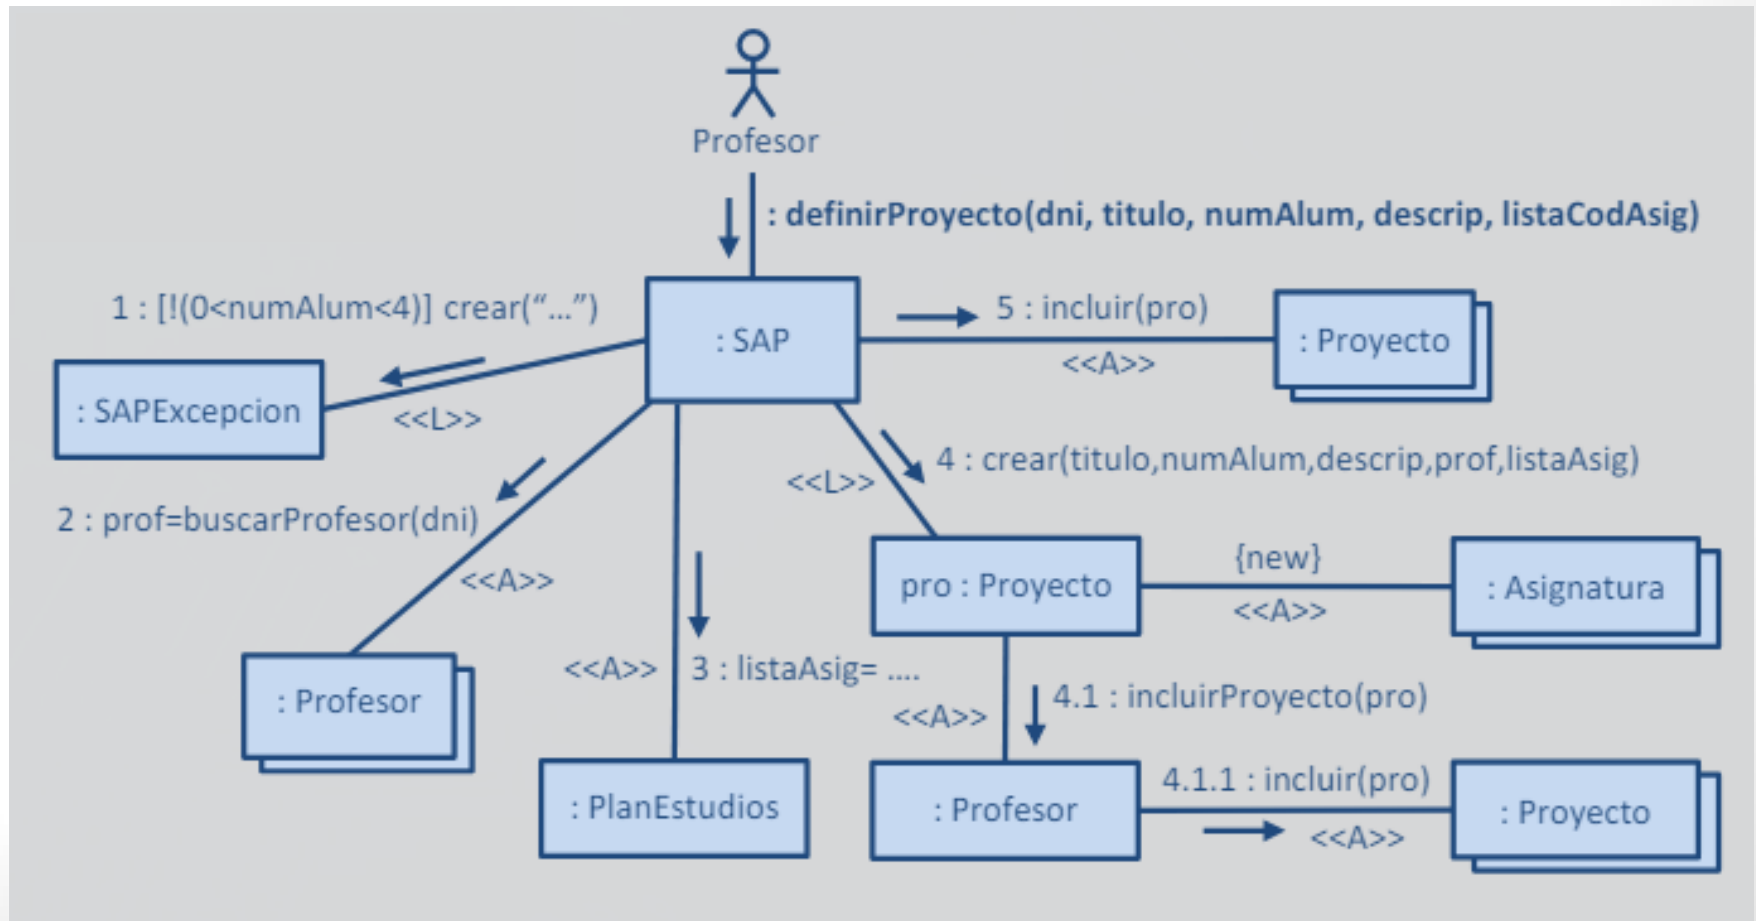 Profesor
: definirProyecto(dni, titulo, numAlum, descrip, listaCodAsig)
1 : [!(0<numAlum<4)] crear(“...”)
: SAP
5 : incluir(pro)
<<A>>
: Proyecto
: SAPExcepcion
<<L>>
4 : crear(titulo,numAlum,descrip,prof,listaAsig)
<<L>>
2 : prof=buscarProfesor(dni)
<<A>>
pro : Proyecto
{new}
<<A>>
: Asignatura
: Profesor
<<A>>
3 : listaAsig= ....
<<A>>
4.1 : incluirProyecto(pro)
: PlanEstudios
: Profesor
4.1.1 : incluir(pro)
<<A>>
: Proyecto